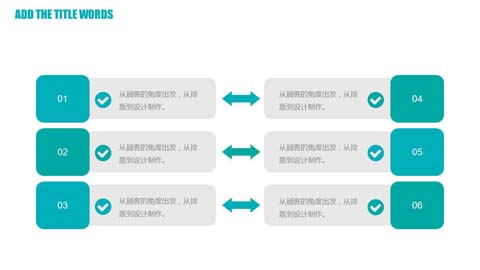 ADD THE TITLE WORDS
01
从顾客的角度出发，从排
版到设计制作。
从顾客的角度出发，从排
版到设计制作。
04
02
从顾客的角度出发，从排
版到设计制作。
从顾客的角度出发，从排
版到设计制作。
05
03
从顾客的角度出发，从排
版到设计制作。
从顾客的角度出发，从排
版到设计制作。
06